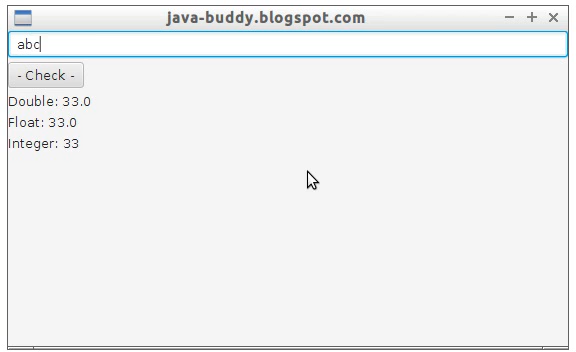 java-buddy.blogspot.com
abc
- Check -
Double: 33.0
Float: 33.0
Integer: 33